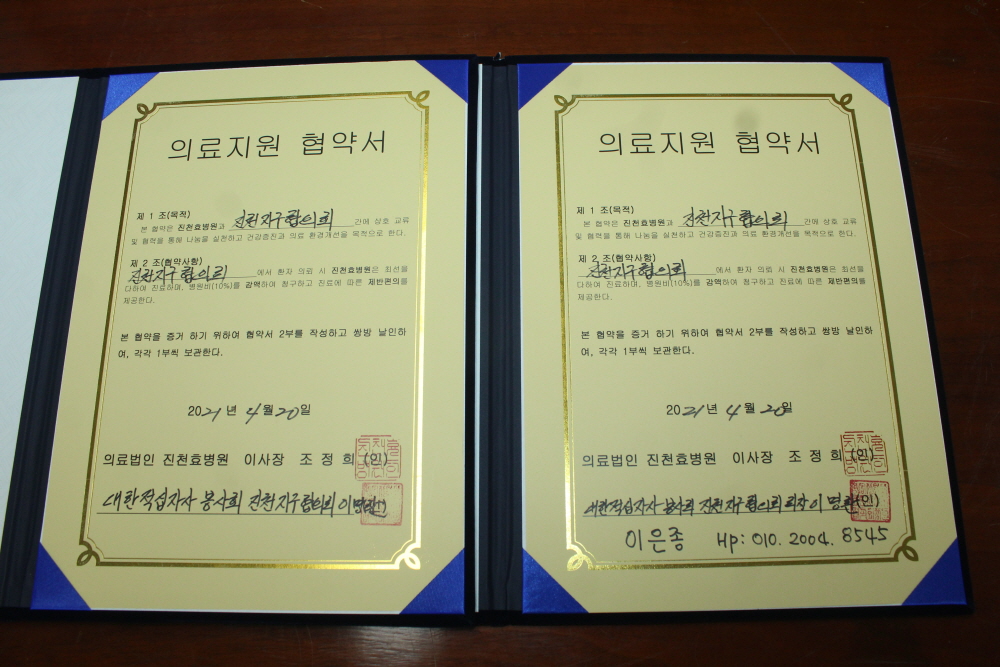 의료지원 협약서
제 1 조(목적)
본 협약은 진천효병원과 진천지구협의회 간에 상호 교류
및 협력을 통해 나눔을 실천하고 건강증진과 의료 환경개선을 목적으로 한다.
제 2 조(협약사항)
진천지구협의회 에서 환자 의뢰 시 진천효병원은 최선을
다하여 진료하며, 병원비(10%)를 감액하여 청구하고 진료에 따른 제반편의를
제공한다.
본 협약을 증거 하기 위하여 협약서 2부를 작성하고 쌍방 날인하
여, 각각 1부씩 보관한다.
2021년 4월 20일
의료법인 진천효병원 이사장 조정희 (인)
대한적십자사 봉사회 진천지구협의회 (인)
의료지원 협약서
제 1 조(목적)
본 협약은 진천효병원과 진천지구협의회 간에 상호 교류
및 협력을 통해 나눔을 실천하고 건강증진과 의료 환경개선을 목적으로 한다.
제 2 조(협약사항)
진천지구협의회 에서 환자 의뢰 시 진천효병원은 최선을
다하여 진료하며, 병원비(10%)를 감액하여 청구하고 진료에 따른 제반편의를
제공한다.
본 협약을 증거 하기 위하여 협약서 2부를 작성하고 쌍방 날인하
여, 각각 1부씩 보관한다.
2021년 4월 20일
의료법인 진천효병원 이사장 조정희 (인)
대한적십자사 봉사회 진천지구협의회 회장 이 (인)
이은종 HP: 010. 2004. 8545